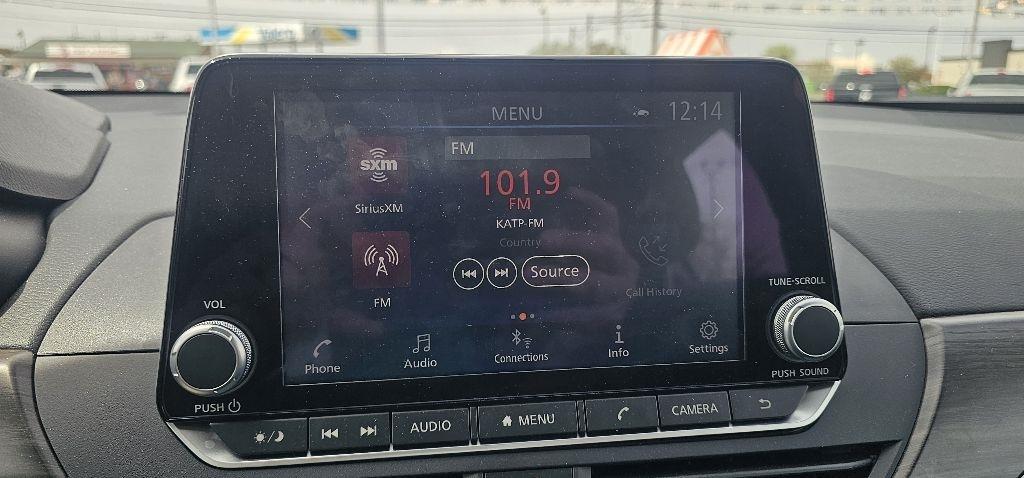 MENU
12:14
FM
sxm
SiriusXM
101.9
FM
KATP-FM
Country
Source
FM
Call History
Phone
Audio
Connections
Info
Settings
VOL
PUSH
TUNE·SCROLL
PUSH SOUND
AUDIO
MENU
CAMERA